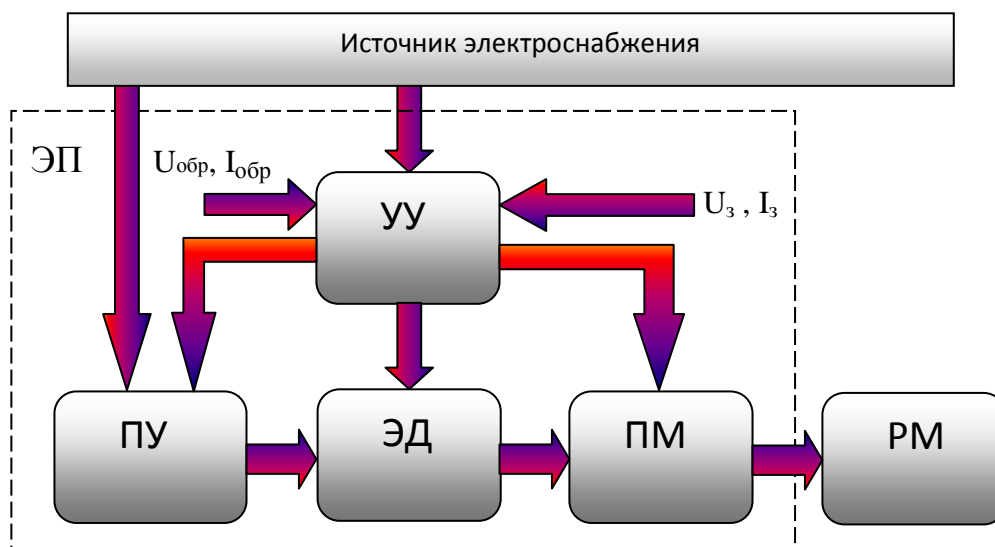 Источник электроснабжения
ЭП
Uобр, Iобр
УУ
Uз , Iз
ПУ
ЭД
ПМ
РМ